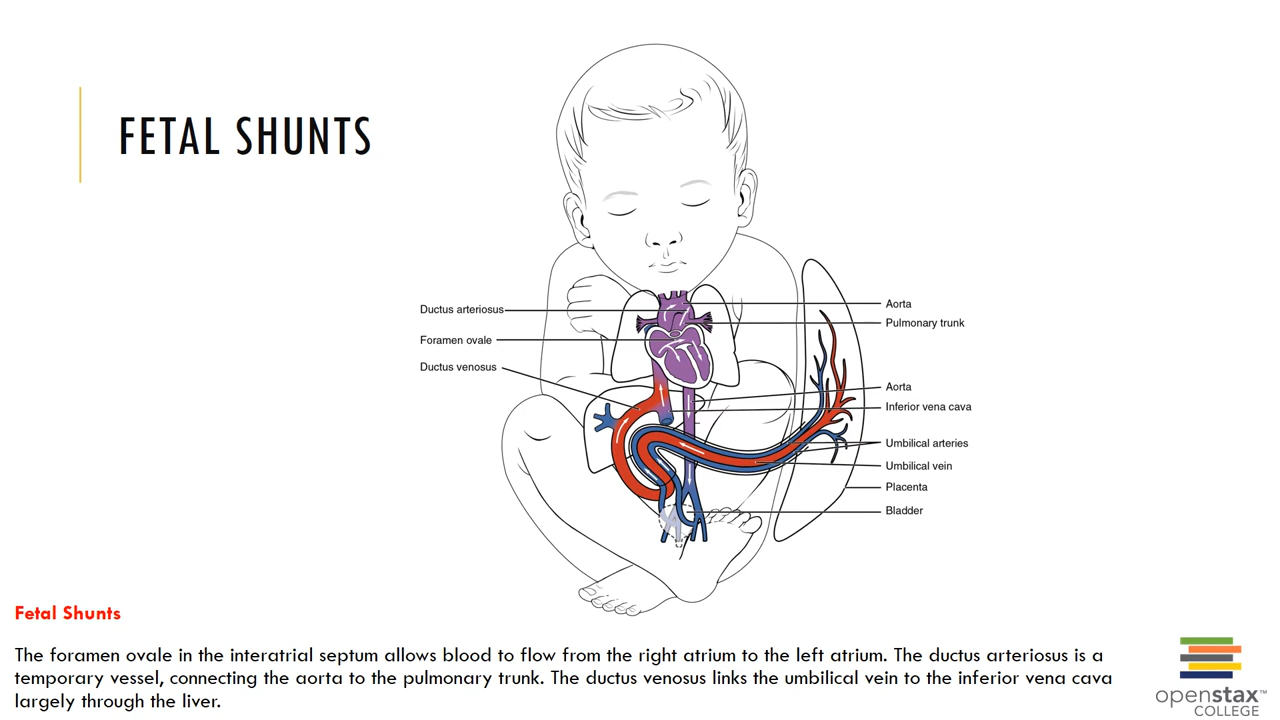 FETAL SHUNTS
Ductus arteriosus
Foramen ovale
Ductus venosus
Aorta
Pulmonary trunk
Aorta
Inferior vena cava
Umbilical arteries
Umbilical vein
Placenta
Bladder
Fetal Shunts
The foramen ovale in the interatrial septum allows blood to flow from the right atrium to the left atrium. The ductus arteriosus is a
temporary vessel, connecting the aorta to the pulmonary trunk. The ductus venosus links the umbilical vein to the inferior vena cava
largely through the liver.
openstax™
COLLEGE